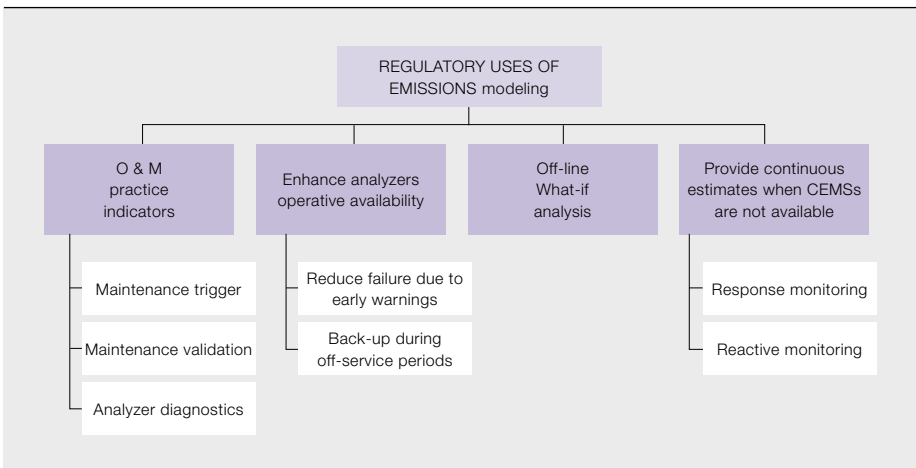 REGULATORY USES OF
EMISSIONS modeling
O & M
practice
indicators
Maintenance trigger
Maintenance validation
Analyzer diagnostics
Enhance analyzers
operative availability
Reduce failure due to
early warnings
Back-up during
off-service periods
Off-line
What-if
analysis
Provide continuous
estimates when CEMSs
are not available
Response monitoring
Reactive monitoring